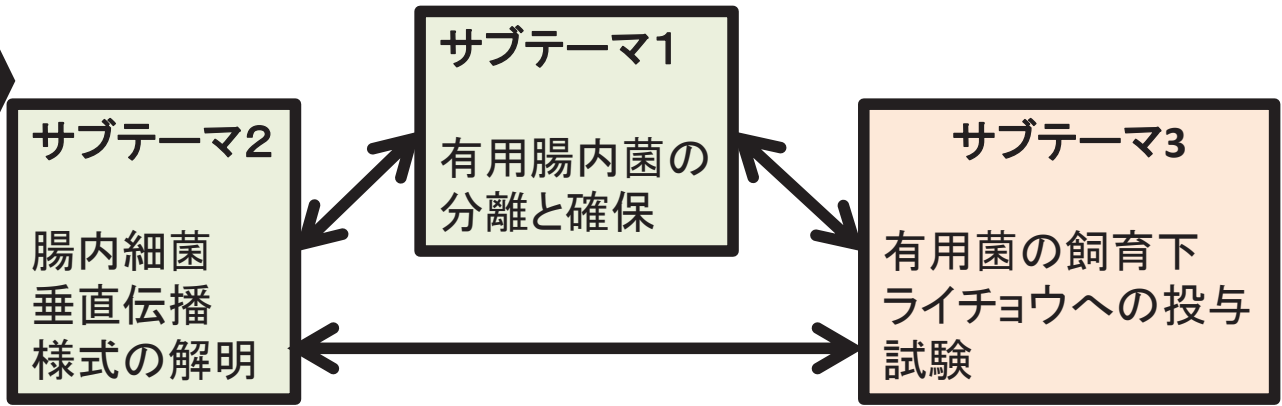 サブテーマ1
有用腸内菌の
分離と確保
サブテーマ2
腸内細菌
垂直伝播
様式の解明
サブテーマ3
有用菌の飼育下
ライチョウへの投与
試験